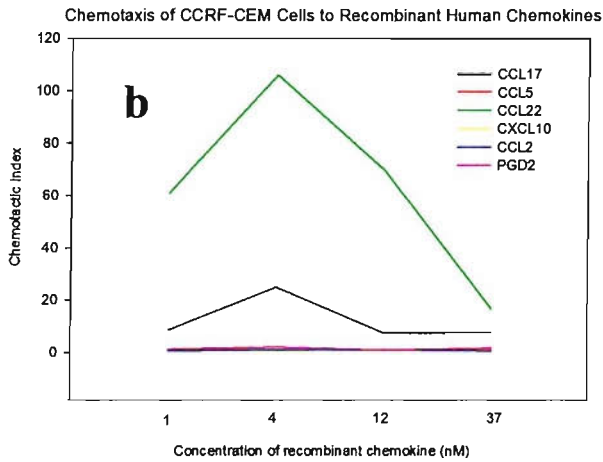 Chemotaxis of CCRF-CEM Cells to Recombinant Human Chemokines
b
CCL17
CCL5
CCL22
CXCL10
CCL2
PGD2
Chemotactic Index
120
100
80
60
40
20
0
1 4 12 37
Concentration of recombinant chemokine (nM)